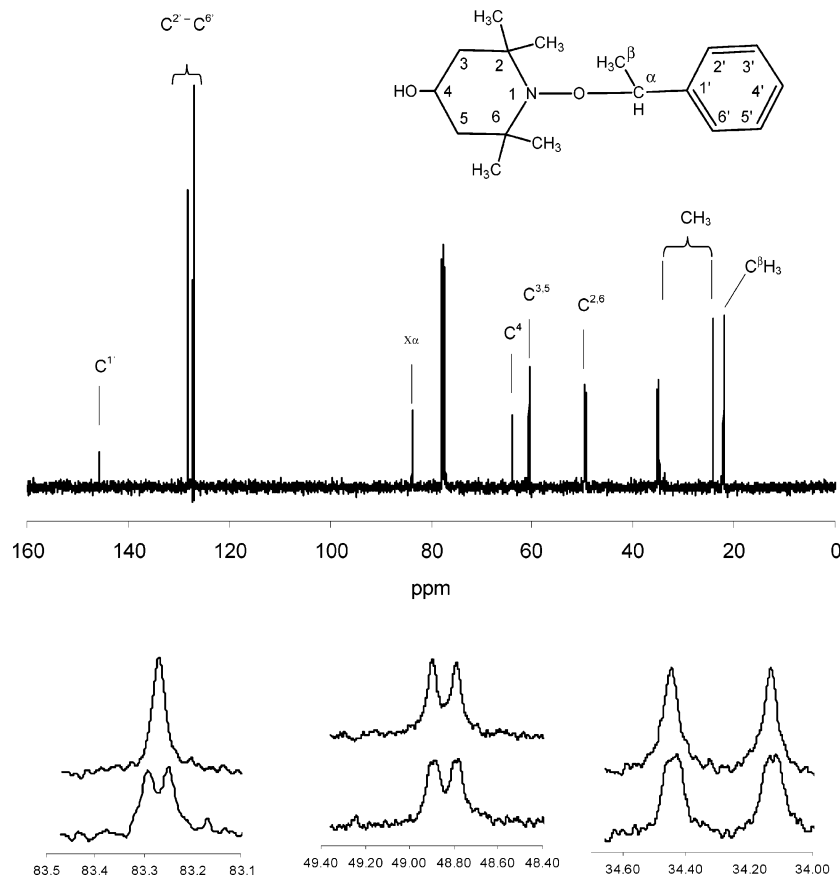 C²'⁻C⁶'
CH₃
H₃C
CH₃
H₃Cᵝ
α
3
2
2'
3'
HO
4
1
N
O
C
1'
4'
H
5
6
6'
5'
CH₃
H₃C
CH₃
CᵝH₃
C³,⁵
C²,⁶
C⁴
Xα
C¹'
160 140 120 100 80 60 40 20 0
ppm
83.5 83.4 83.3 83.2 83.1
49.40 49.20 49.00 48.80 48.60 48.40
34.60 34.40 34.20 34.00